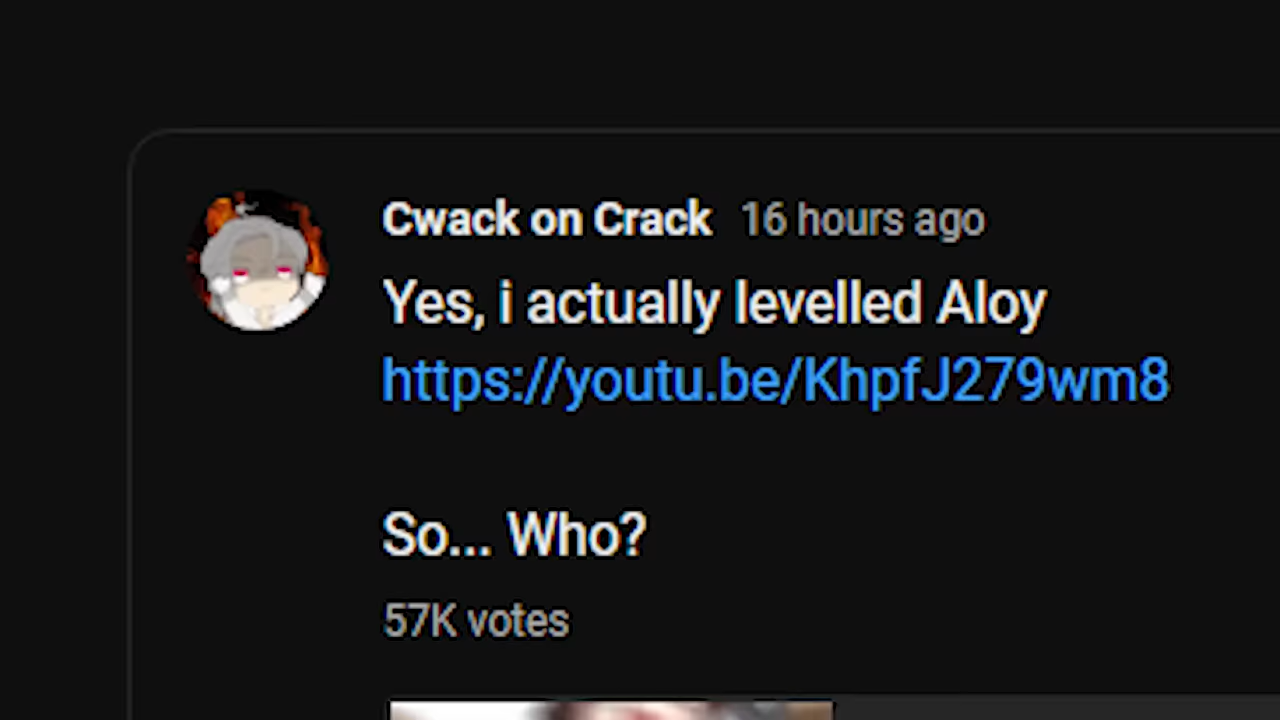 Cwack on Crack 16 hours ago
Yes, i actually levelled Aloy
https://youtu.be/KhpfJ279wm8
So... Who?
57K votes